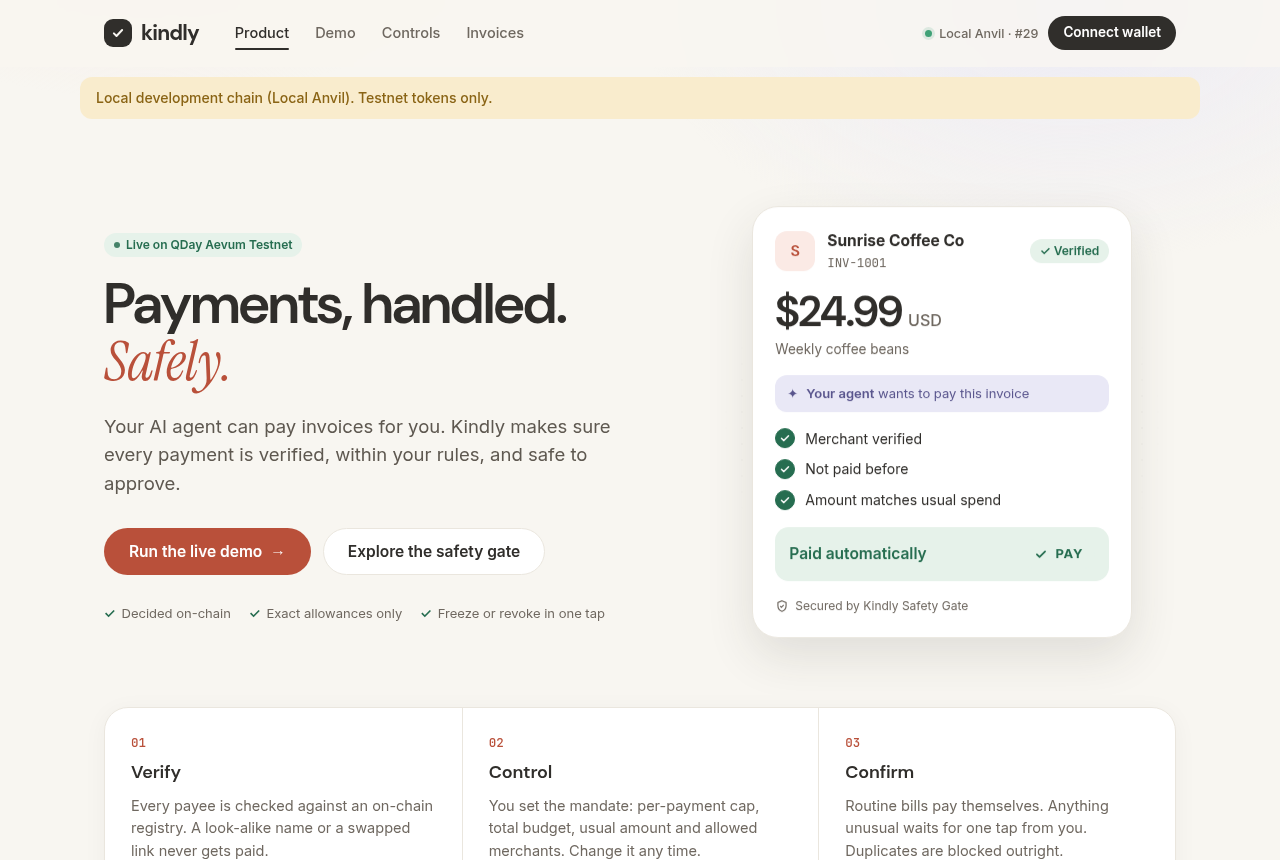 kindly
Product
Demo
Controls
Invoices
Local Anvil · #29
Connect wallet
Local development chain (Local Anvil). Testnet tokens only.
Live on QDay Aevum Testnet
Payments, handled.
Safely.
Your AI agent can pay invoices for you. Kindly makes sure
every payment is verified, within your rules, and safe to
approve.
Run the live demo →
Explore the safety gate
Decided on-chain
Exact allowances only
Freeze or revoke in one tap
S
Sunrise Coffee Co
INV-1001
Verified
$24.99 USD
Weekly coffee beans
✦ Your agent wants to pay this invoice
Merchant verified
Not paid before
Amount matches usual spend
Paid automatically
PAY
Secured by Kindly Safety Gate
01
Verify
Every payee is checked against an on-chain
registry. A look-alike name or a swapped
link never gets paid.
02
Control
You set the mandate: per-payment cap,
total budget, usual amount and allowed
merchants. Change it any time.
03
Confirm
Routine bills pay themselves. Anything
unusual waits for one tap from you.
Duplicates are blocked outright.